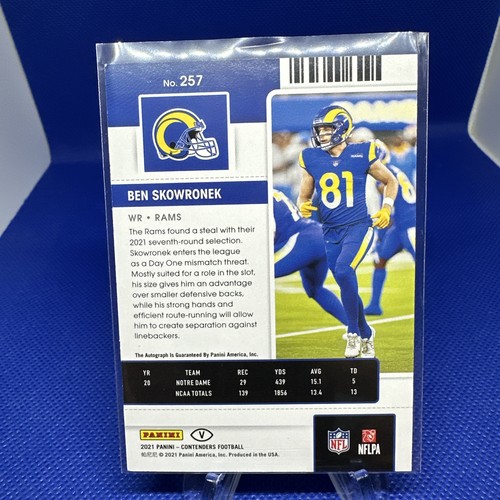 No. 257
BEN SKOWRONEK
WR • RAMS
The Rams found a steal with their
2021 seventh-round selection.
Skowronek enters the league
as a Day One mismatch threat.
Mostly suited for a role in the slot,
his size gives him an advantage
over smaller defensive backs,
while his strong hands and
efficient route-running will allow
him to create separation against
linebackers.
The Autograph Is Guaranteed By Panini America, Inc.
YR TEAM REC YDS AVG TD
20 NOTRE DAME 29 439 15.1 5
NCAA TOTALS 139 1856 13.4 13
81
PANINI V
2021 PANINI – CONTENDERS FOOTBALL
帕尼尼 © 2021 Panini America, Inc. Produced in the USA.
NFL
NFLPA